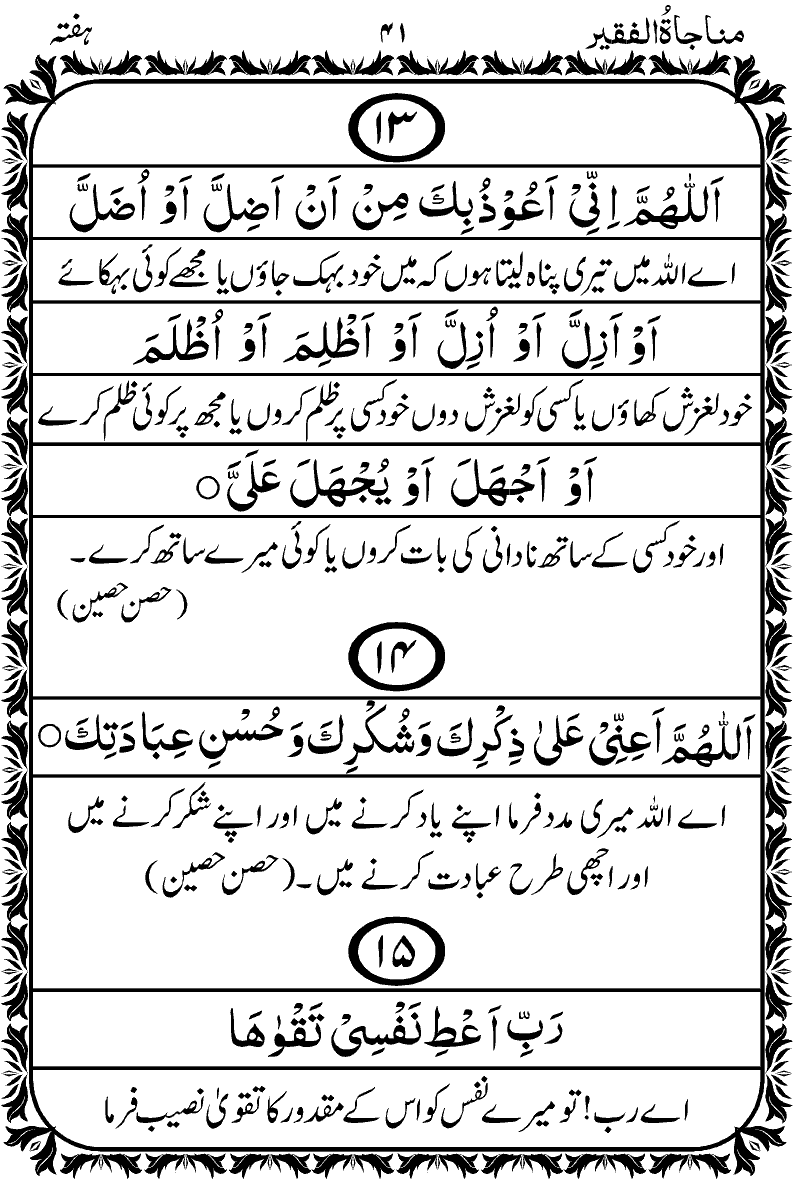 مناجاۃُالفقیر ۴۱ ہفتہ
۱۳
اَللّٰهُمَّ اِنِّیْ اَعُوْذُبِكَ مِنْ اَنْ اَضِلَّ اَوْ اُضَلَّ
اے اللہ میں تیری پناہ لیتا ہوں کہ میں خود بہک جاؤں یا مجھے کوئی بہکائے
اَوْ اَزِلَّ اَوْ اُزِلَّ اَوْ اَظْلِمَ اَوْ اُظْلَمَ
خود لغزش کھاؤں یا کسی کو لغزش دوں خود کسی پر ظلم کروں یا مجھ پر کوئی ظلم کرے
اَوْ اَجْهَلَ اَوْ یُجْهَلَ عَلَیَّ ○
اور خود کسی کے ساتھ نادانی کی بات کروں یا کوئی میرے ساتھ کرے۔
(حصن حصین)
۱۴
اَللّٰهُمَّ اَعِنِّیْ عَلیٰ ذِكْرِكَ وَشُكْرِكَ وَحُسْنِ عِبَادَتِكَ ○
اے اللہ میری مدد فرما اپنے یاد کرنے میں اور اپنے شکر کرنے میں
اور اچھی طرح عبادت کرنے میں۔ (حصن حصین)
۱۵
رَبِّ اَعْطِ نَفْسِیْ تَقْوٰهَا
اے رب! تو میرے نفس کو اس کے مقدور کا تقویٰ نصیب فرما